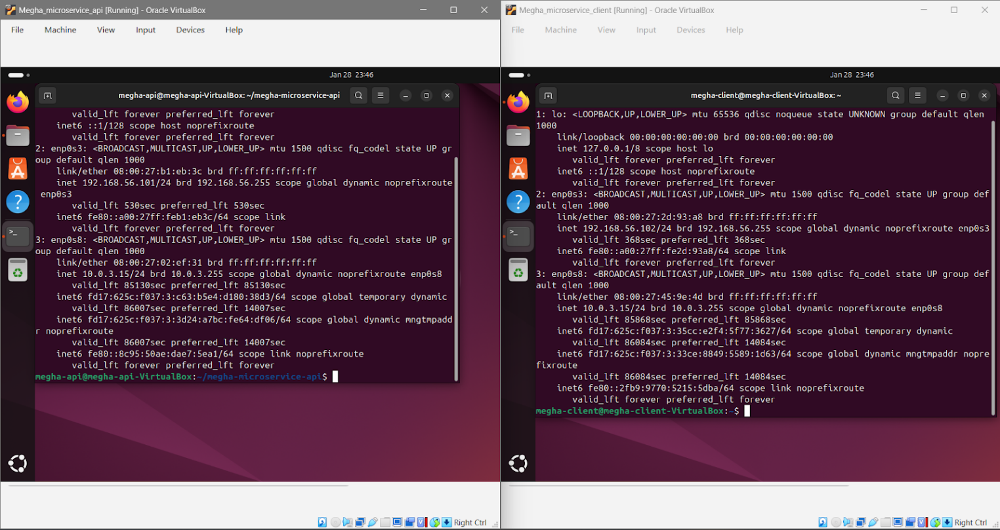 Megha_microservice_api [Running] - Oracle VirtualBox
File Machine View Input Devices Help
Jan 28 23:46
megha-api@megha-api-VirtualBox: ~/megha-microservice-api
valid_lft forever preferred_lft forever
inet6 ::1/128 scope host noprefixroute
valid_lft forever preferred_lft forever
2: enp0s3: <BROADCAST,MULTICAST,UP,LOWER_UP> mtu 1500 qdisc fq_codel state UP gr
oup default qlen 1000
link/ether 08:00:27:b1:eb:3c brd ff:ff:ff:ff:ff:ff
inet 192.168.56.101/24 brd 192.168.56.255 scope global dynamic noprefixroute
enp0s3
valid_lft 530sec preferred_lft 530sec
inet6 fe80::a00:27ff:feb1:eb3c/64 scope link
valid_lft forever preferred_lft forever
3: enp0s8: <BROADCAST,MULTICAST,UP,LOWER_UP> mtu 1500 qdisc fq_codel state UP gr
oup default qlen 1000
link/ether 08:00:27:02:ef:31 brd ff:ff:ff:ff:ff:ff
inet 10.0.3.15/24 brd 10.0.3.255 scope global dynamic noprefixroute enp0s8
valid_lft 85130sec preferred_lft 85130sec
inet6 fd17:625c:f037:3:c63:b5e4:d180:38d3/64 scope global temporary dynamic
valid_lft 86007sec preferred_lft 14007sec
inet6 fd17:625c:f037:3:3d24:a7bc:fe64:df06/64 scope global dynamic mngtmpadd
r noprefixroute
valid_lft 86007sec preferred_lft 14007sec
inet6 fe80::8c95:50ae:dae7:5ea1/64 scope link noprefixroute
valid_lft forever preferred_lft forever
megha-api@megha-api-VirtualBox:~/megha-microservice-api$
Right Ctrl
Megha_microservice_client [Running] - Oracle VirtualBox
File Machine View Input Devices Help
Jan 28 23:46
megha-client@megha-client-VirtualBox: ~
1: lo: <LOOPBACK,UP,LOWER_UP> mtu 65536 qdisc noqueue state UNKNOWN group default qlen
1000
link/loopback 00:00:00:00:00:00 brd 00:00:00:00:00:00
inet 127.0.0.1/8 scope host lo
valid_lft forever preferred_lft forever
inet6 ::1/128 scope host noprefixroute
valid_lft forever preferred_lft forever
2: enp0s3: <BROADCAST,MULTICAST,UP,LOWER_UP> mtu 1500 qdisc fq_codel state UP group def
ault qlen 1000
link/ether 08:00:27:2d:93:a8 brd ff:ff:ff:ff:ff:ff
inet 192.168.56.102/24 brd 192.168.56.255 scope global dynamic noprefixroute enp0s3
valid_lft 368sec preferred_lft 368sec
inet6 fe80::a00:27ff:fe2d:93a8/64 scope link
valid_lft forever preferred_lft forever
3: enp0s8: <BROADCAST,MULTICAST,UP,LOWER_UP> mtu 1500 qdisc fq_codel state UP group def
ault qlen 1000
link/ether 08:00:27:45:9e:4d brd ff:ff:ff:ff:ff:ff
inet 10.0.3.15/24 brd 10.0.3.255 scope global dynamic noprefixroute enp0s8
valid_lft 85868sec preferred_lft 85868sec
inet6 fd17:625c:f037:3:35cc:e2f4:5f77:3627/64 scope global temporary dynamic
valid_lft 86084sec preferred_lft 14084sec
inet6 fd17:625c:f037:3:33ce:8849:5589:1d63/64 scope global dynamic mngtmpaddr nopre
fixroute
valid_lft 86084sec preferred_lft 14084sec
inet6 fe80::2fb9:9770:5215:5dba/64 scope link noprefixroute
valid_lft forever preferred_lft forever
megha-client@megha-client-VirtualBox:~$
Right Ctrl